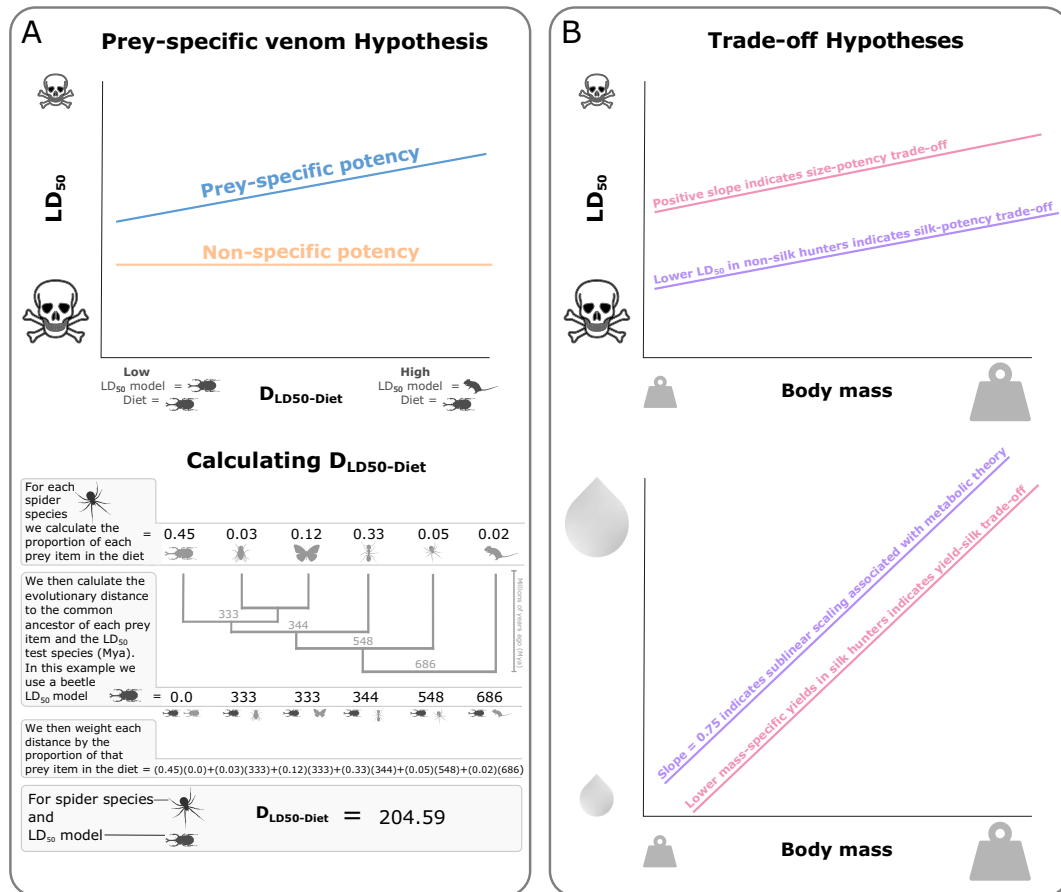 A
Prey-specific venom Hypothesis
LD50
Prey-specific potency
Non-specific potency
Low
LD50 model =
Diet =
High
LD50 model =
Diet =
DLD50-Diet
Calculating DLD50-Diet
For each
spider
species
we calculate the
proportion of each
prey item in the diet
= 0.45 0.03 0.12 0.33 0.05 0.02
We then calulate the
evolutionary distance
to the common
ancestor of each prey
item and the LD50
test species (Mya).
In this example we
use a beetle
LD50 model
333
344
548
686
Millions of years ago (Mya)
= 0.0 333 333 344 548 686
We then weight each
distance by the
proportion of that
prey item in the diet = (0.45)(0.0)+(0.03)(333)+(0.12)(333)+(0.33)(344)+(0.05)(548)+(0.02)(686)
For spider species
and
LD50 model
DLD50-Diet = 204.59
B
Trade-off Hypotheses
LD50
Positive slope indicates size-potency trade-off
Lower LD50 in non-silk hunters indicates silk-potency trade-off
Body mass
Slope = 0.75 indicates sublinear scaling associated with metabolic theory
Lower mass-specific yields in silk hunters indicates yield-silk trade-off
Body mass